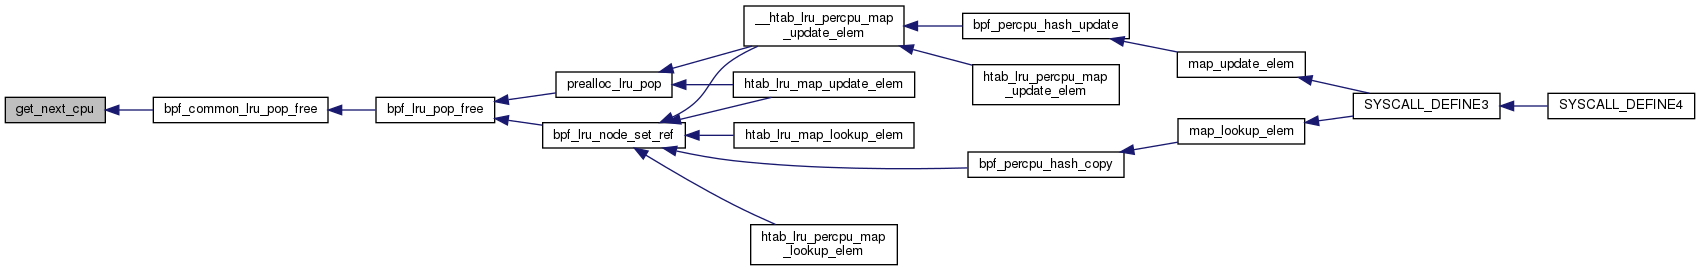 get_next_cpu
bpf_common_lru_pop_free
bpf_lru_pop_free
prealloc_lru_pop
bpf_lru_node_set_ref
__htab_lru_percpu_map
_update_elem
htab_lru_map_update_elem
htab_lru_map_lookup_elem
htab_lru_percpu_map
_lookup_elem
bpf_percpu_hash_update
htab_lru_percpu_map
_update_elem
bpf_percpu_hash_copy
map_update_elem
map_lookup_elem
SYSCALL_DEFINE3
SYSCALL_DEFINE4